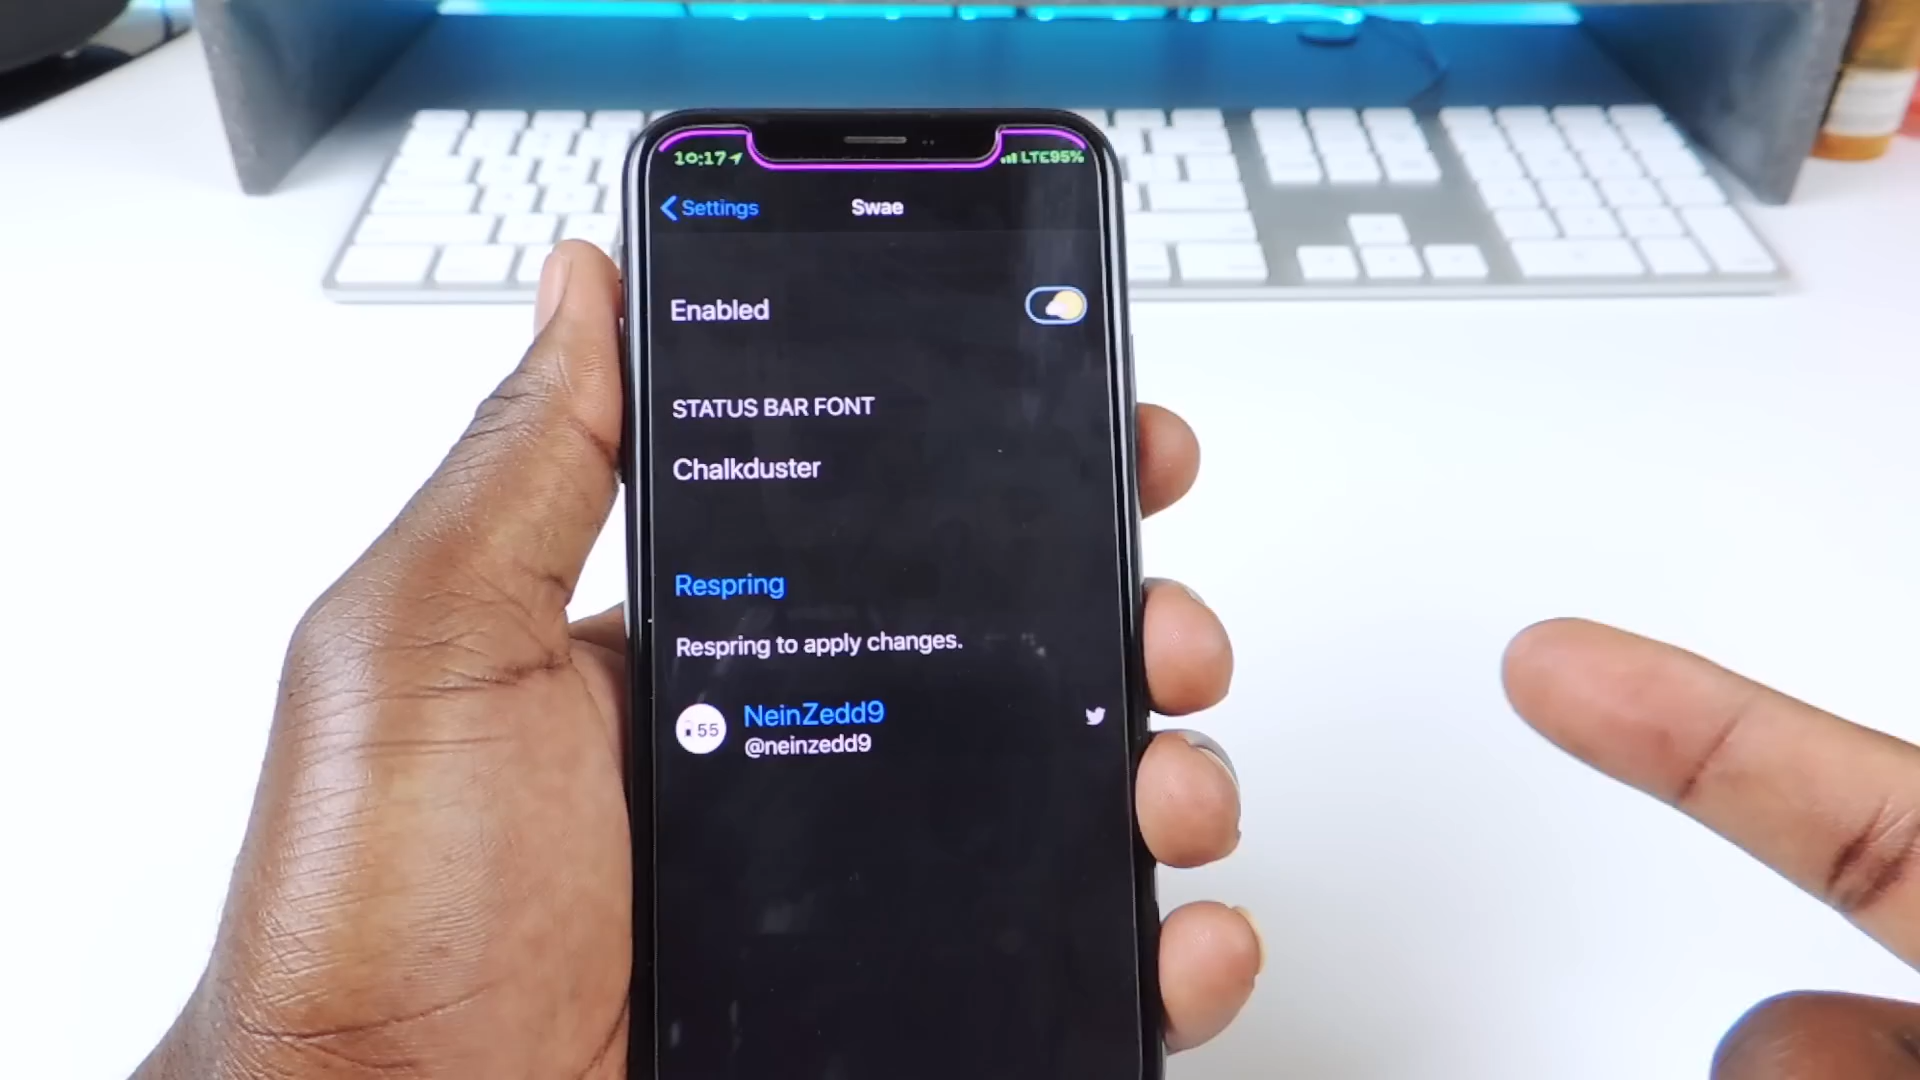 10:17 LTE95%
Settings Swae
Enabled
STATUS BAR FONT
Chalkduster
Respring
Respring to apply changes.
55 NeinZedd9
@neinzedd9